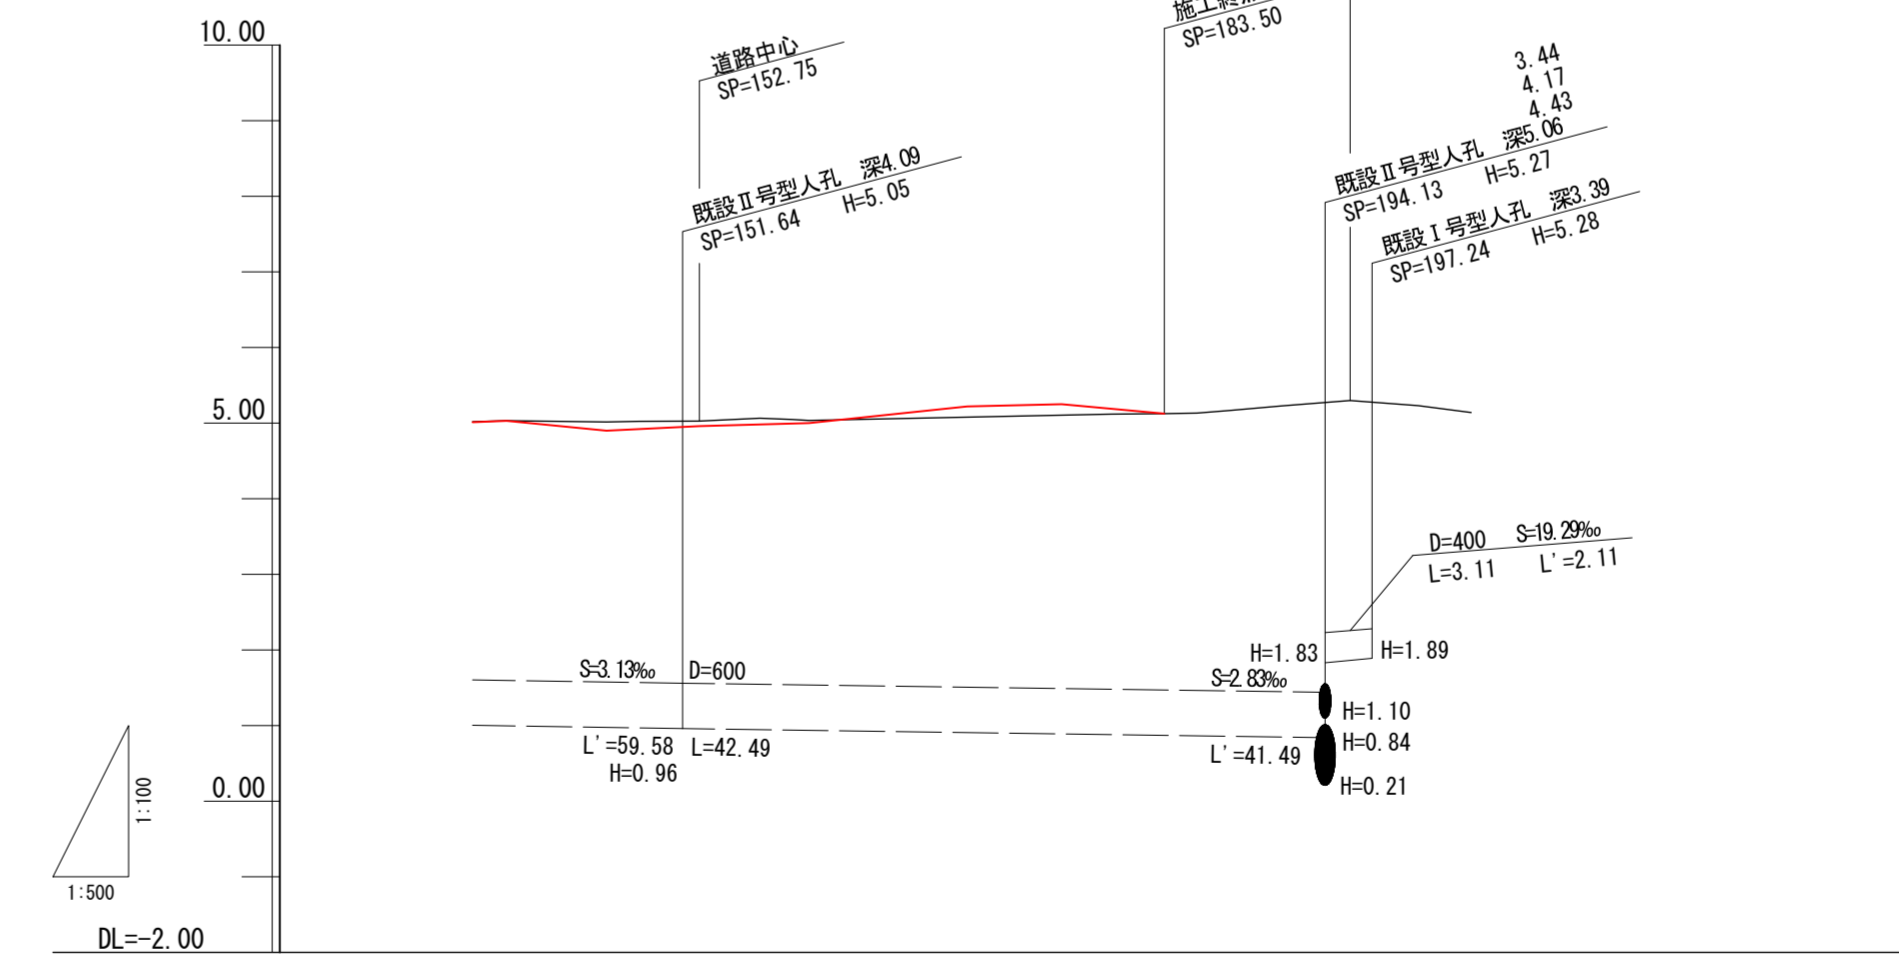 10.00
道路中心
SP=152.75
SP=183.50
3.44
4.17
4.43
既設Ⅱ号型人孔 深5.06
SP=194.13 H=5.27
既設Ⅱ号型人孔 深4.09
SP=151.64 H=5.05
既設Ⅰ号型人孔 深3.39
SP=197.24 H=5.28
5.00
D=400 S=19.29‰
L=3.11 L'=2.11
H=1.83 H=1.89
S=3.13‰ D=600
S=2.83‰
H=1.10
L'=59.58 L=42.49
H=0.96
L'=41.49 H=0.84
H=0.21
0.00
1:100
1:500
DL=-2.00